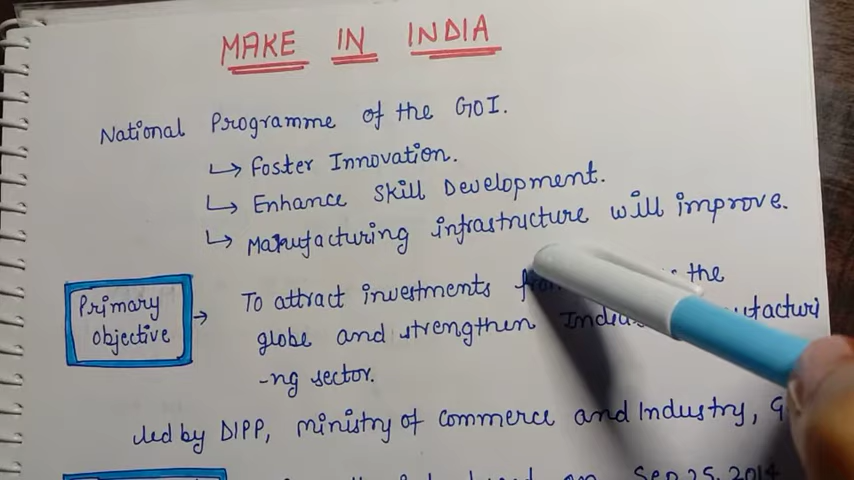 MAKE IN INDIA
National Programme of the GOI.
↳ Foster Innovation.
↳ Enhance Skill Development.
↳ Manufacturing infrastructure will improve.
Primary
Objective →
To attract investments the
globe and strengthen
-ng sector.
Led by DIPP, ministry of commerce and Industry,
on Sep 25, 2014